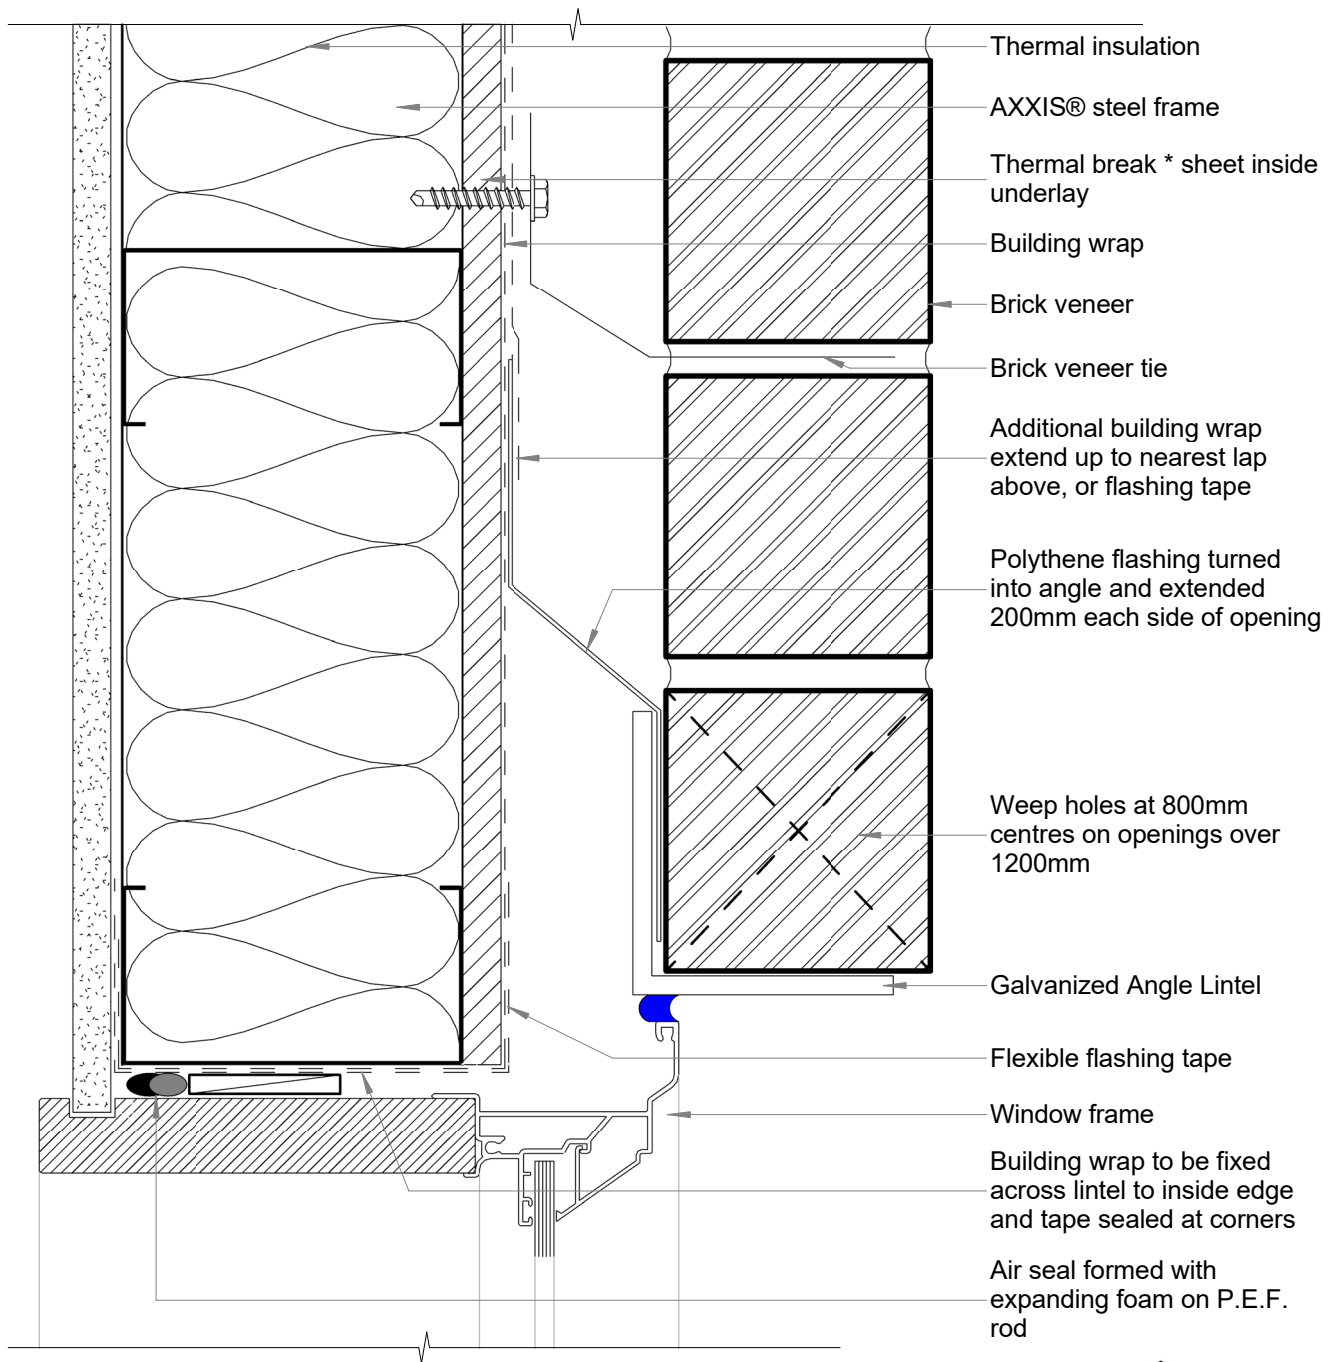 Thermal insulation
AXXIS® steel frame
Thermal break * sheet inside
underlay
Building wrap
Brick veneer
Brick veneer tie
Additional building wrap
extend up to nearest lap
above, or flashing tape
Polythene flashing turned
into angle and extended
200mm each side of opening
Weep holes at 800mm
centres on openings over
1200mm
Galvanized Angle Lintel
Flexible flashing tape
Window frame
Building wrap to be fixed
across lintel to inside edge
and tape sealed at corners
Air seal formed with
expanding foam on P.E.F.
rod